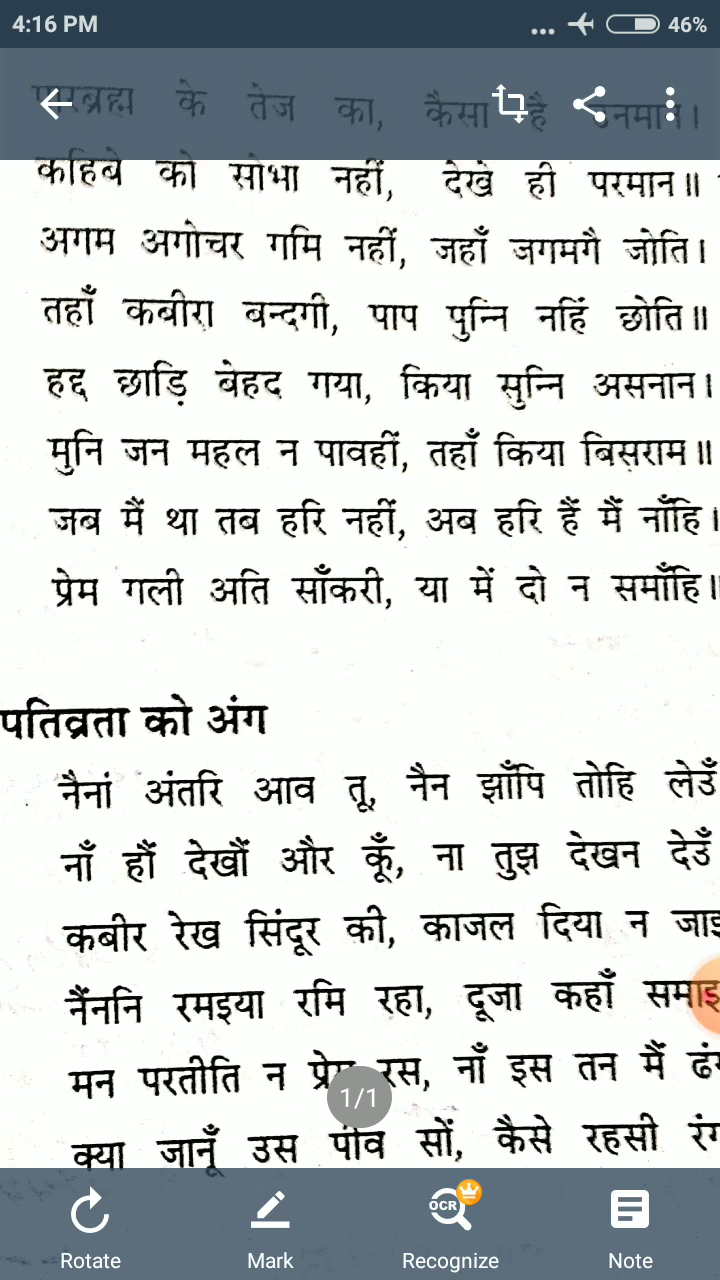 4:16 PM ... 46%
पारब्रह्म के तेज का, कैसा है उनमान।
कहिबे को सोभा नहीं, देखे ही परमान॥
अगम अगोचर गमि नहीं, जहाँ जगमगै जोति।
तहाँ कबीरा बन्दगी, पाप पुन्नि नहिं छोति॥
हद्द छाड़ि बेहद गया, किया सुन्नि असनान।
मुनि जन महल न पावहीं, तहाँ किया बिसराम॥
जब मैं था तब हरि नहीं, अब हरि हैं मैं नाँहि।
प्रेम गली अति साँकरी, या में दो न समाँहि॥
पतिव्रता को अंग
नैनां अंतरि आव तू, नैन झाँपि तोहि लेउँ
नाँ हौं देखौं और कूँ, ना तुझ देखन देउँ
कबीर रेख सिंदूर की, काजल दिया न जाइ
नैंननि रमइया रमि रहा, दूजा कहाँ समाइ
मन परतीति न प्रेम रस, नाँ इस तन मैं ढंग
1/1
क्या जानूँ उस पीव सों, कैसे रहसी रंग
OCR
Rotate Mark Recognize Note